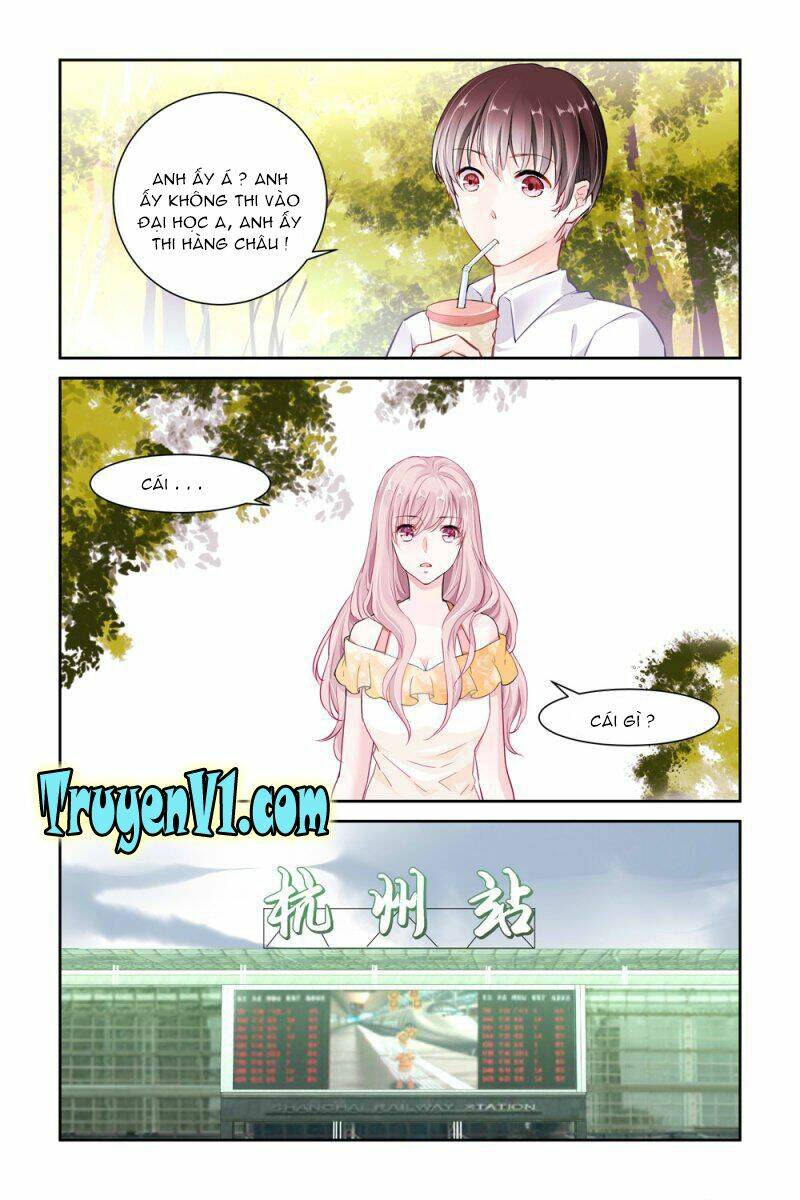 ANH ẤY Á ? ANH
ẤY KHÔNG THI VÀO
ĐẠI HỌC A, ANH ẤY
THI HÀNG CHÂU !
CÁI . . .
CÁI GÌ ?
TruyenV1.com
杭州站
SHANGHAI RAILWAY STATION